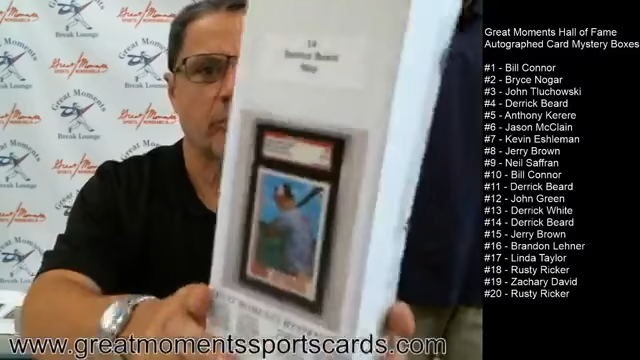 Great Moments Hall of Fame
Autographed Card Mystery Boxes
#1 - Bill Connor
#2 - Bryce Nogar
#3 - John Tluchowski
#4 - Derrick Beard
#5 - Anthony Kerere
#6 - Jason McClain
#7 - Kevin Eshleman
#8 - Jerry Brown
#9 - Neil Saffran
#10 - Bill Connor
#11 - Derrick Beard
#12 - John Green
#13 - Derrick White
#14 - Derrick Beard
#15 - Jerry Brown
#16 - Brandon Lehner
#17 - Linda Taylor
#18 - Rusty Ricker
#19 - Zachary David
#20 - Rusty Ricker
Great Moments
Break Lounge
www.greatmomentssportscards.com